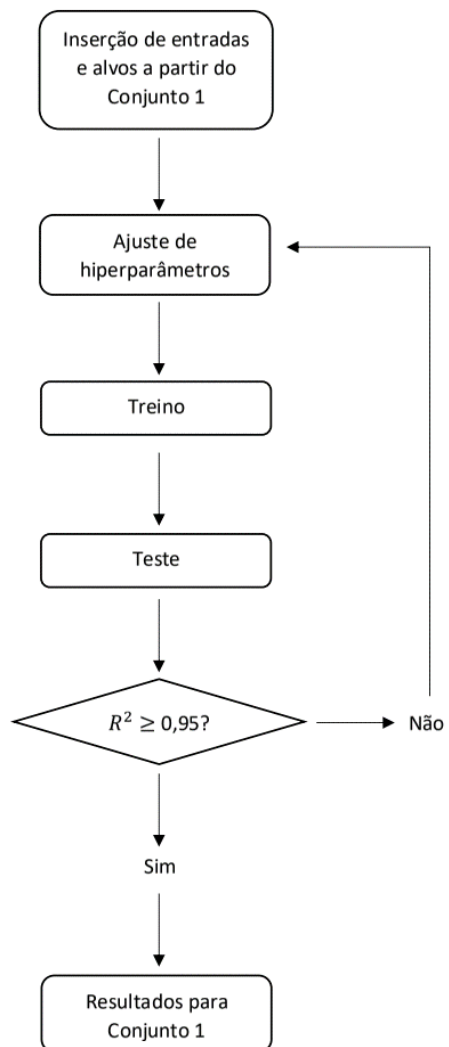 Inserção de entradas
e alvos a partir do
Conjunto 1
Ajuste de
hiperparâmetros
Treino
Teste
R² ≥ 0,95?
Não
Sim
Resultados para
Conjunto 1